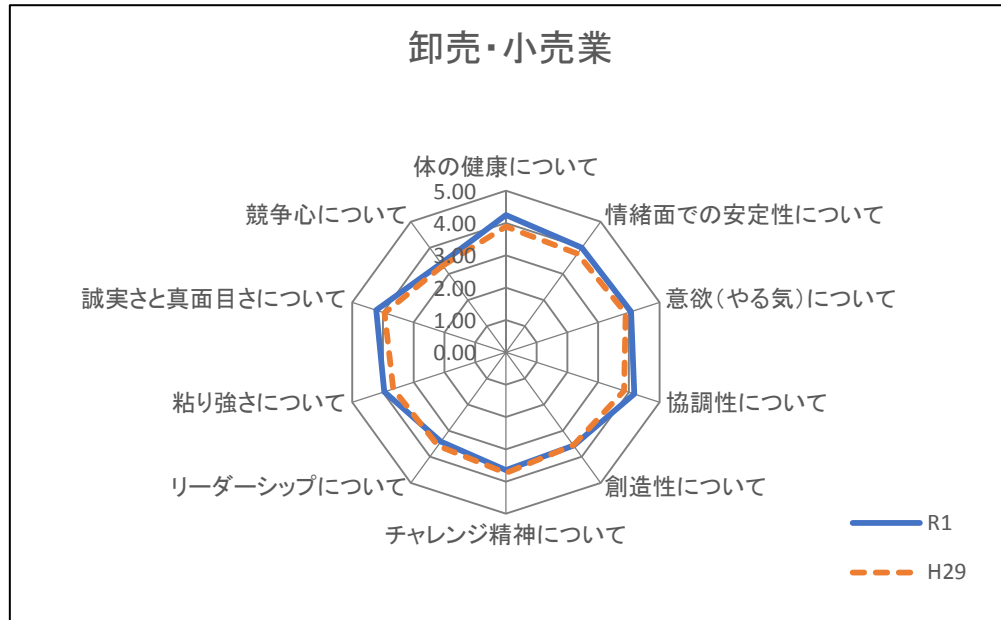 卸売・小売業
体の健康について
5.00
情緒面での安定性について
競争心について
4.00
3.00
誠実さと真面目さについて
意欲(やる気)について
2.00
1.00
0.00
粘り強さについて
協調性について
リーダーシップについて
創造性について
チャレンジ精神について
R1
H29